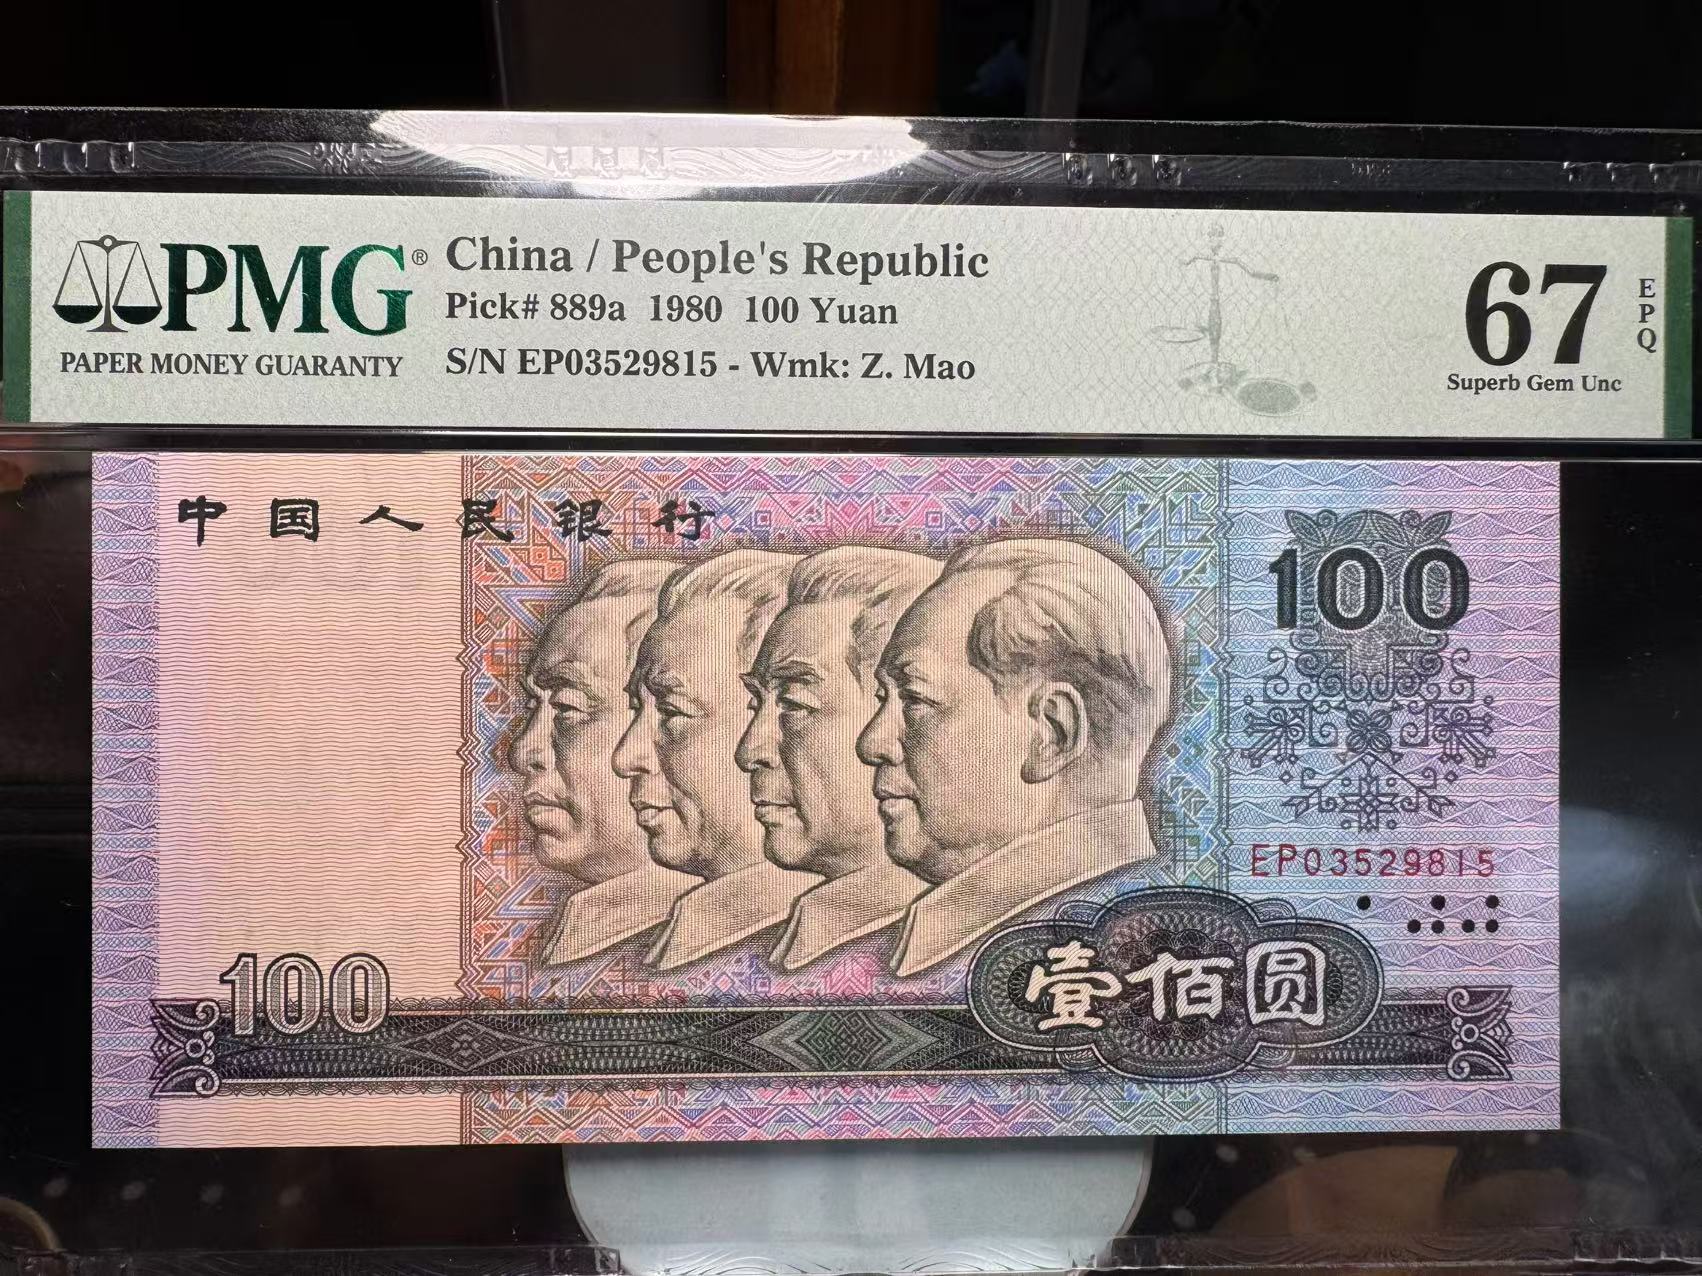 PMG®
PAPER MONEY GUARANTY
China / People's Republic
Pick# 889a 1980 100 Yuan
S/N EP03529815 - Wmk: Z. Mao
67
EPQ
Superb Gem Unc
中国人民银行
100
EP03529815
100
壹佰圆